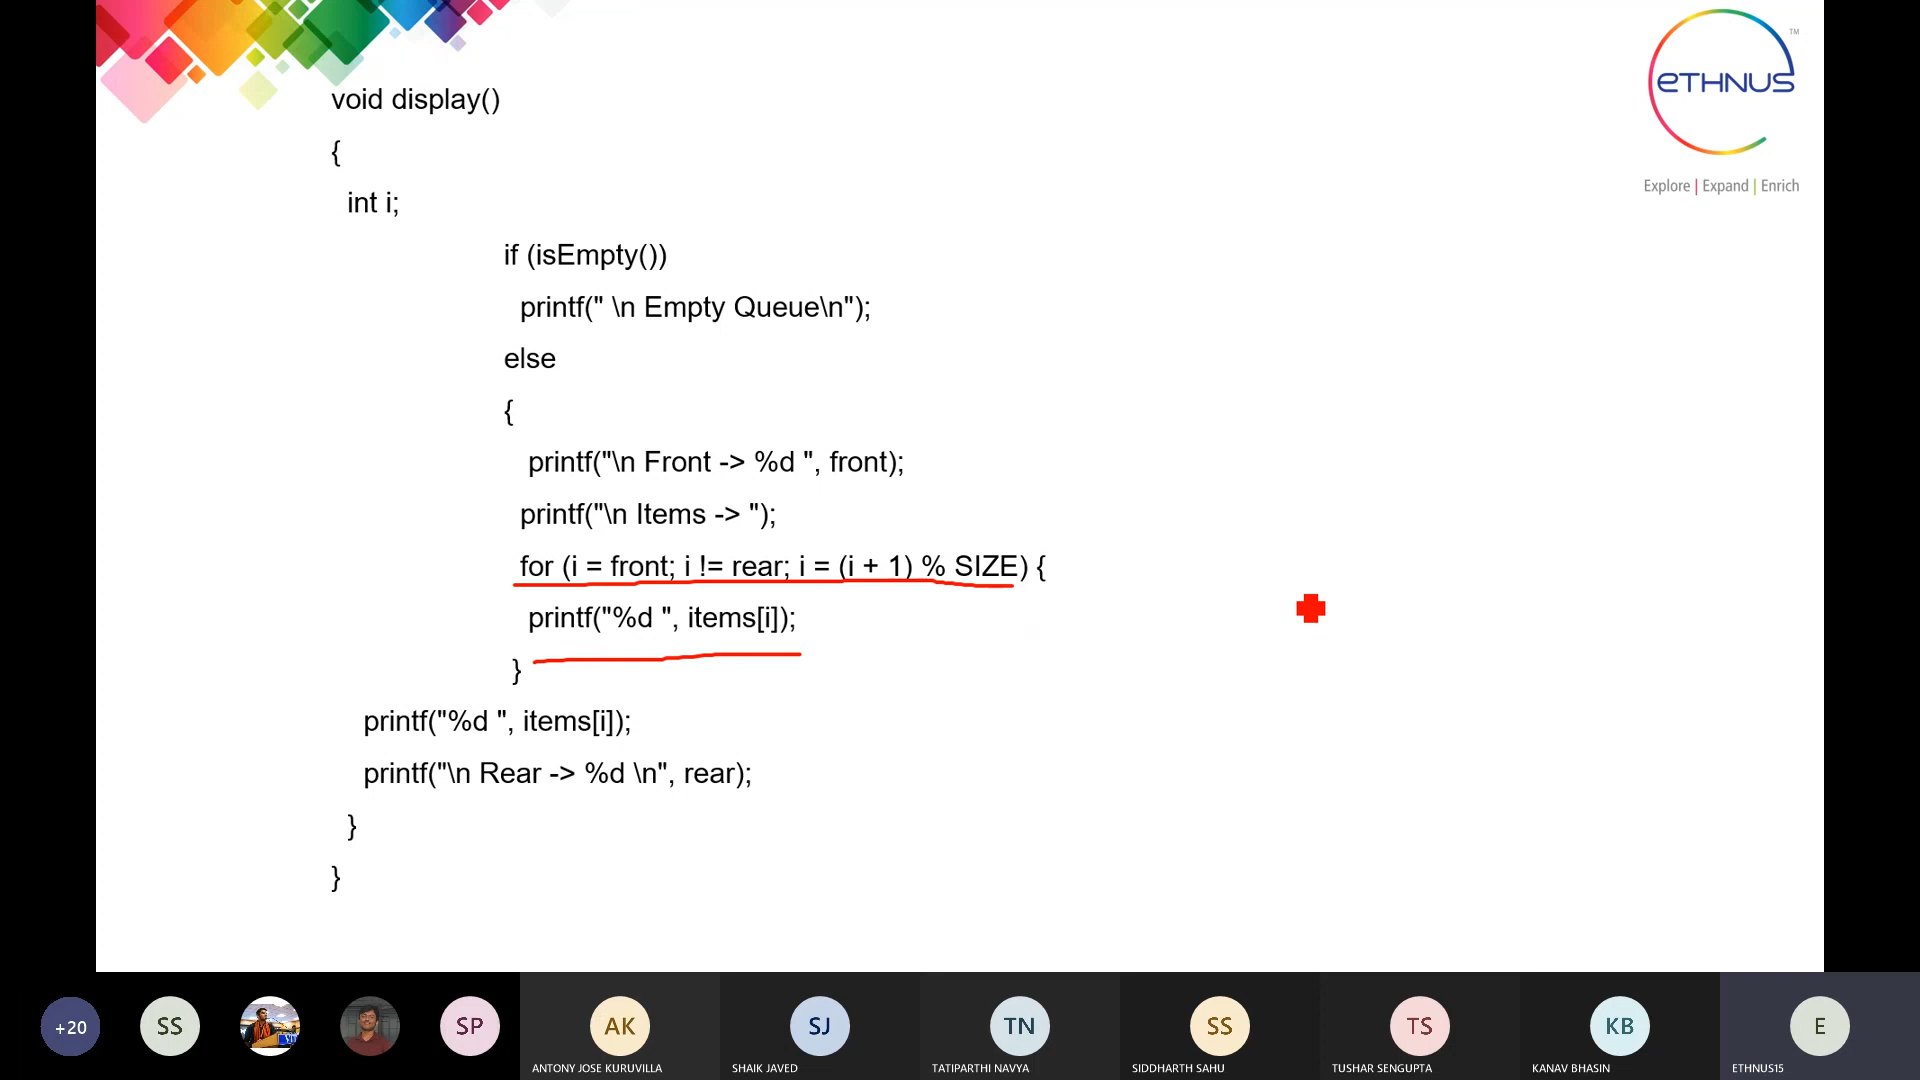 void display()
{
int i;
if (isEmpty())
printf(" \n Empty Queue\n");
else
{
printf("\n Front -> %d ", front);
printf("\n Items -> ");
for (i = front; i != rear; i = (i + 1) % SIZE) {
printf("%d ", items[i]);
}
printf("%d ", items[i]);
printf("\n Rear -> %d \n", rear);
}
}
eTHNUS TM
Explore | Expand | Enrich
+20
SS
SP
AK
SJ
TN
SS
TS
KB
E
ANTONY JOSE KURUVILLA
SHAIK JAVED
TATIPARTHI NAVYA
SIDDHARTH SAHU
TUSHAR SENGUPTA
KANAV BHASIN
ETHNUS15